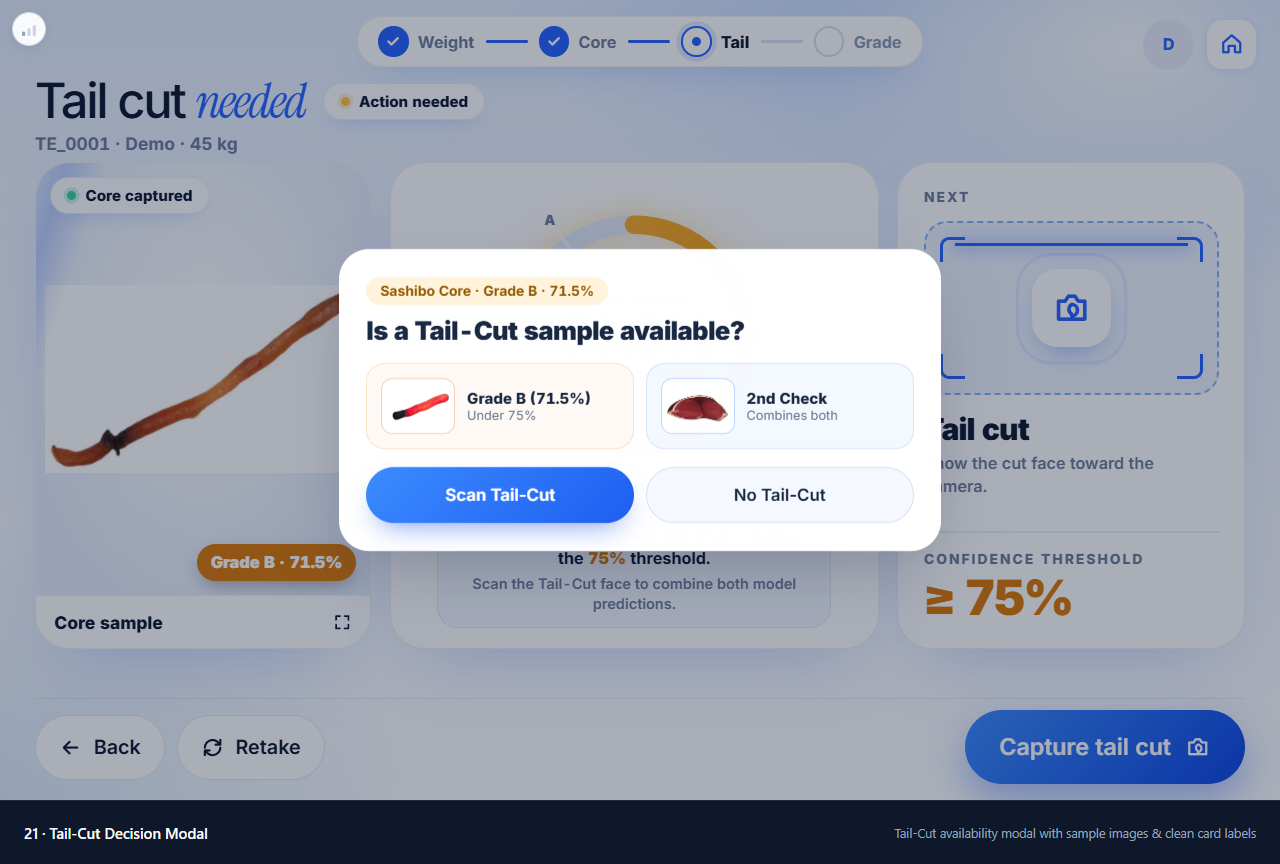 Weight
Core
Tail
Grade
D
Tail cut needed
Action needed
TE_0001 · Demo · 45 kg
Core captured
A
NEXT
Sashibo Core · Grade B · 71.5%
Is a Tail-Cut sample available?
Grade B (71.5%)
Under 75%
2nd Check
Combines both
Scan Tail-Cut
No Tail-Cut
the cut face toward the
the 75% threshold.
Scan the Tail-Cut face to combine both model
predictions.
CONFIDENCE THRESHOLD
≥ 75%
Grade B · 71.5%
Core sample
Back
Retake
Capture tail cut
21 · Tail-Cut Decision Modal
Tail-Cut availability modal with sample images & clean card labels